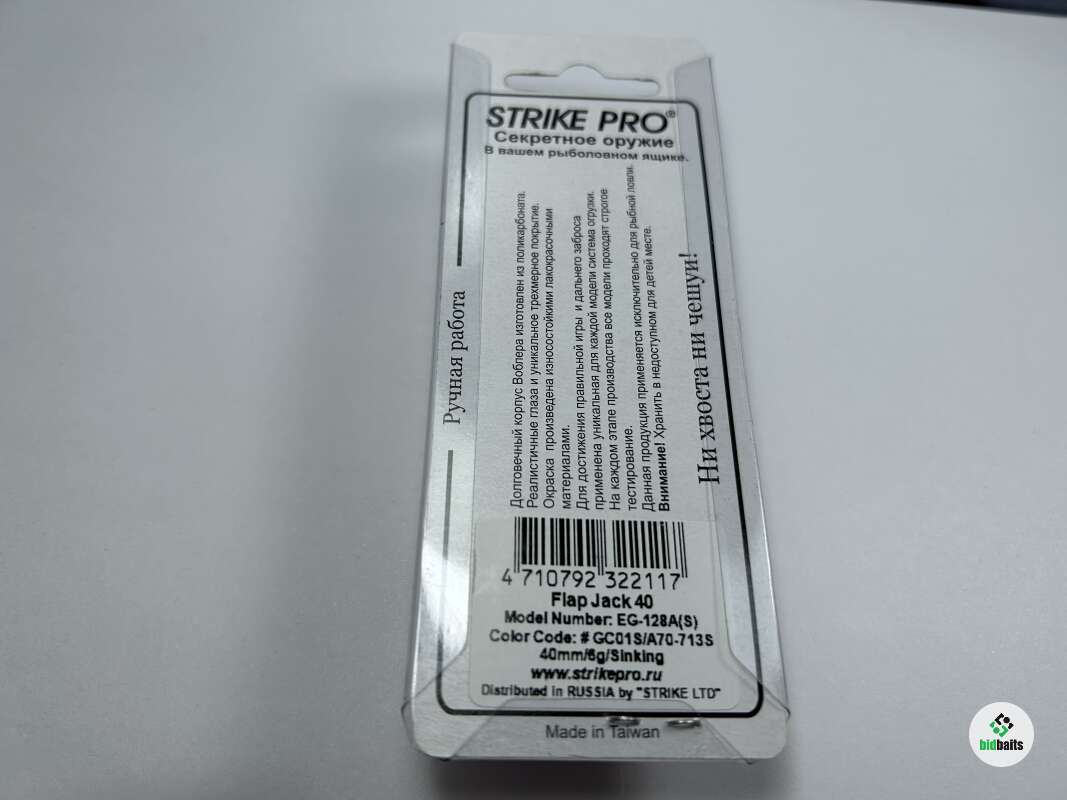 STRIKE PRO®
Секретное оружие
В вашем рыболовном ящике.
Ручная работа
Долговечный корпус Воблера изготовлен из поликарбоната.
Реалистичные глаза и уникальное трехмерное покрытие.
Окраска произведена износостойкими лакокрасочными
материалами.
Для достижения правильной игры и дальнего заброса
применена уникальная для каждой модели система огрузки.
На каждом этапе производства все модели проходят строгое
тестирование.
Данная продукция применяется исключительно для рыбной ловли.
Внимание! Хранить в недоступном для детей месте.
Ни хвоста ни чешуи!
4 710792 322117
Flap Jack 40
Model Number: EG-128A(S)
Color Code: # GC01S/A70-713S
40mm/6g/Sinking
www.strikepro.ru
Distributed in RUSSIA by "STRIKE LTD"
Made in Taiwan
bidbaits